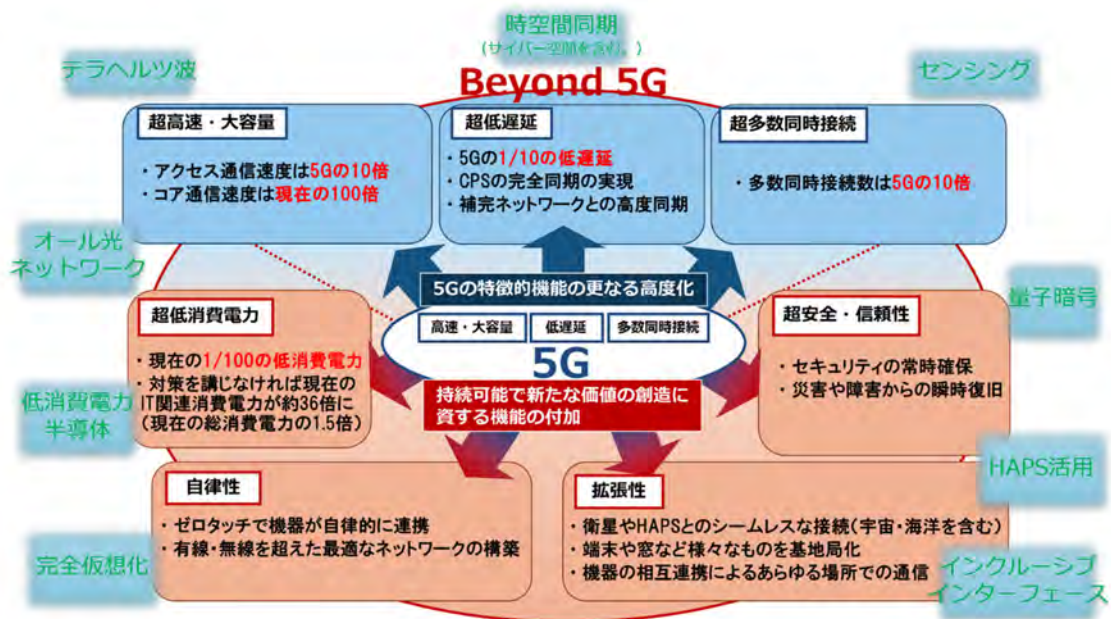 時空間同期
(サイバー空間を含む。)
テラヘルツ波
センシング
Beyond 5G
超高速・大容量
・アクセス通信速度は5Gの10倍
・コア通信速度は現在の100倍
超低遅延
・5Gの1/10の低遅延
・CPSの完全同期の実現
・補完ネットワークとの高度同期
超多数同時接続
・多数同時接続数は5Gの10倍
オール光
ネットワーク
量子暗号
5Gの特徴的機能の更なる高度化
高速・大容量
低遅延
多数同時接続
5G
持続可能で新たな価値の創造に
資する機能の付加
超低消費電力
・現在の1/100の低消費電力
・対策を講じなければ現在の
IT関連消費電力が約36倍に
(現在の総消費電力の1.5倍)
超安全・信頼性
・セキュリティの常時確保
・災害や障害からの瞬時復旧
低消費電力
半導体
HAPS活用
自律性
・ゼロタッチで機器が自律的に連携
・有線・無線を超えた最適なネットワークの構築
拡張性
・衛星やHAPSとのシームレスな接続(宇宙・海洋を含む)
・端末や窓など様々なものを基地局化
・機器の相互連携によるあらゆる場所での通信
完全仮想化
インクルーシブ
インターフェース